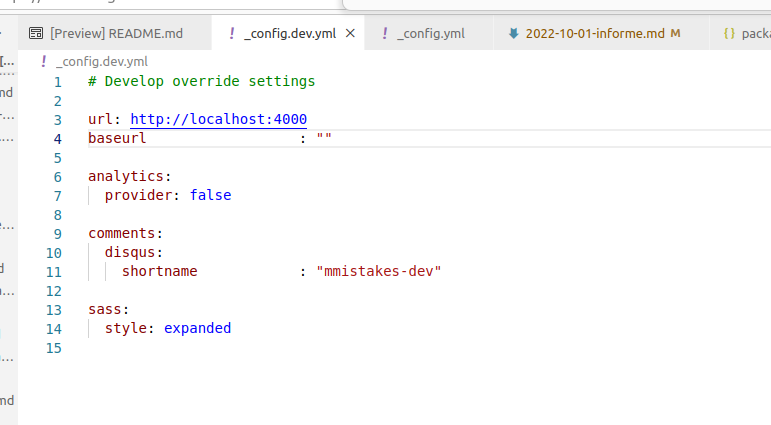 [Preview] README.md
! _config.dev.yml ×
! _config.yml
2022-10-01-informe.md M
{} packa
! _config.dev.yml
1 # Develop override settings
2
3 url: http://localhost:4000
4 baseurl : ""
5
6 analytics:
7 provider: false
8
9 comments:
10 disqus:
11 shortname : "mmistakes-dev"
12
13 sass:
14 style: expanded
15